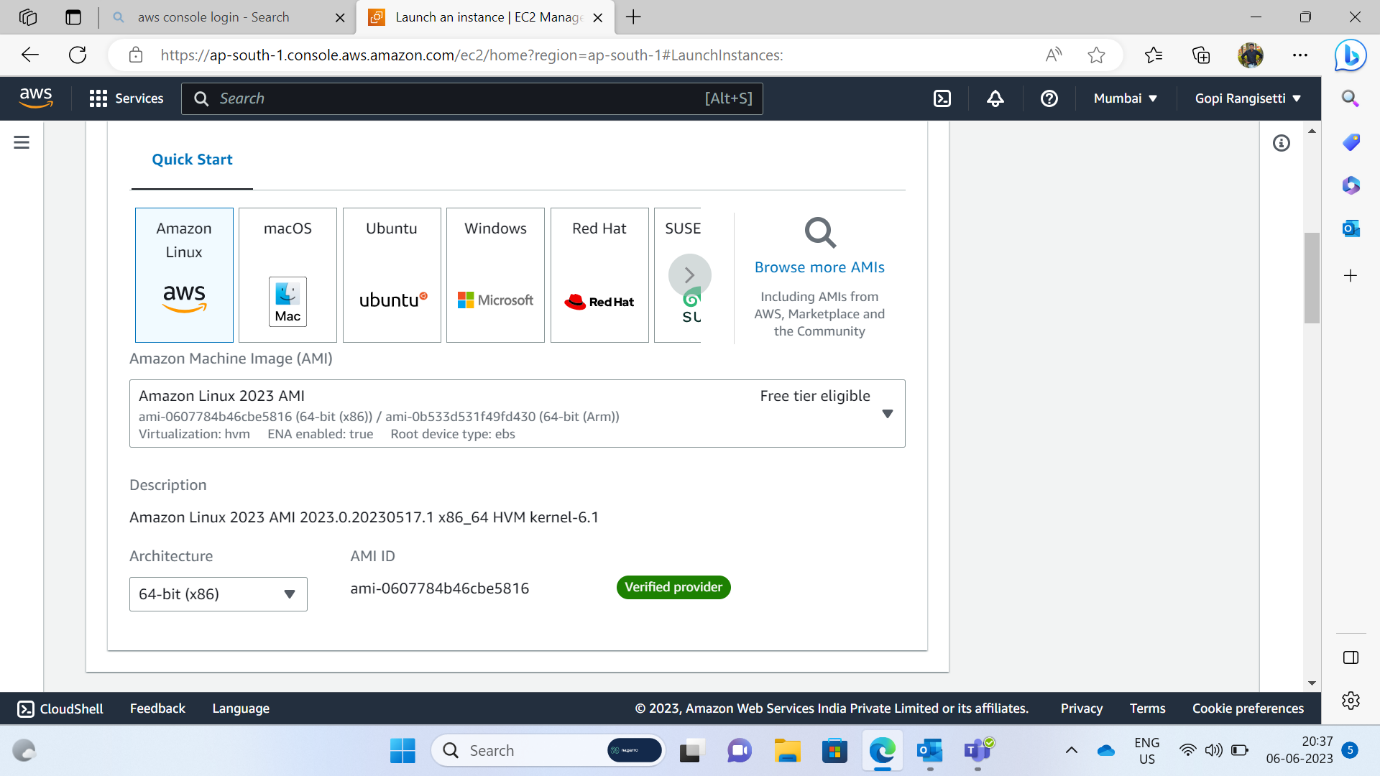 aws console login - Search
Launch an instance | EC2 Manage
https://ap-south-1.console.aws.amazon.com/ec2/home?region=ap-south-1#LaunchInstances:
aws
Services
Search
[Alt+S]
Mumbai
Gopi Rangisetti
Quick Start
Amazon
Linux
aws
macOS
Mac
Ubuntu
ubuntu
Windows
Microsoft
Red Hat
Red Hat
SUSE
SU
Browse more AMIs
Including AMIs from
AWS, Marketplace and
the Community
Amazon Machine Image (AMI)
Amazon Linux 2023 AMI
Free tier eligible
ami-0607784b46cbe5816 (64-bit (x86)) / ami-0b533d531f49fd430 (64-bit (Arm))
Virtualization: hvm ENA enabled: true Root device type: ebs
Description
Amazon Linux 2023 AMI 2023.0.20230517.1 x86_64 HVM kernel-6.1
Architecture
AMI ID
64-bit (x86)
ami-0607784b46cbe5816
Verified provider
CloudShell
Feedback
Language
© 2023, Amazon Web Services India Private Limited or its affiliates.
Privacy
Terms
Cookie preferences
Search
ENG
US
20:37
06-06-2023
5